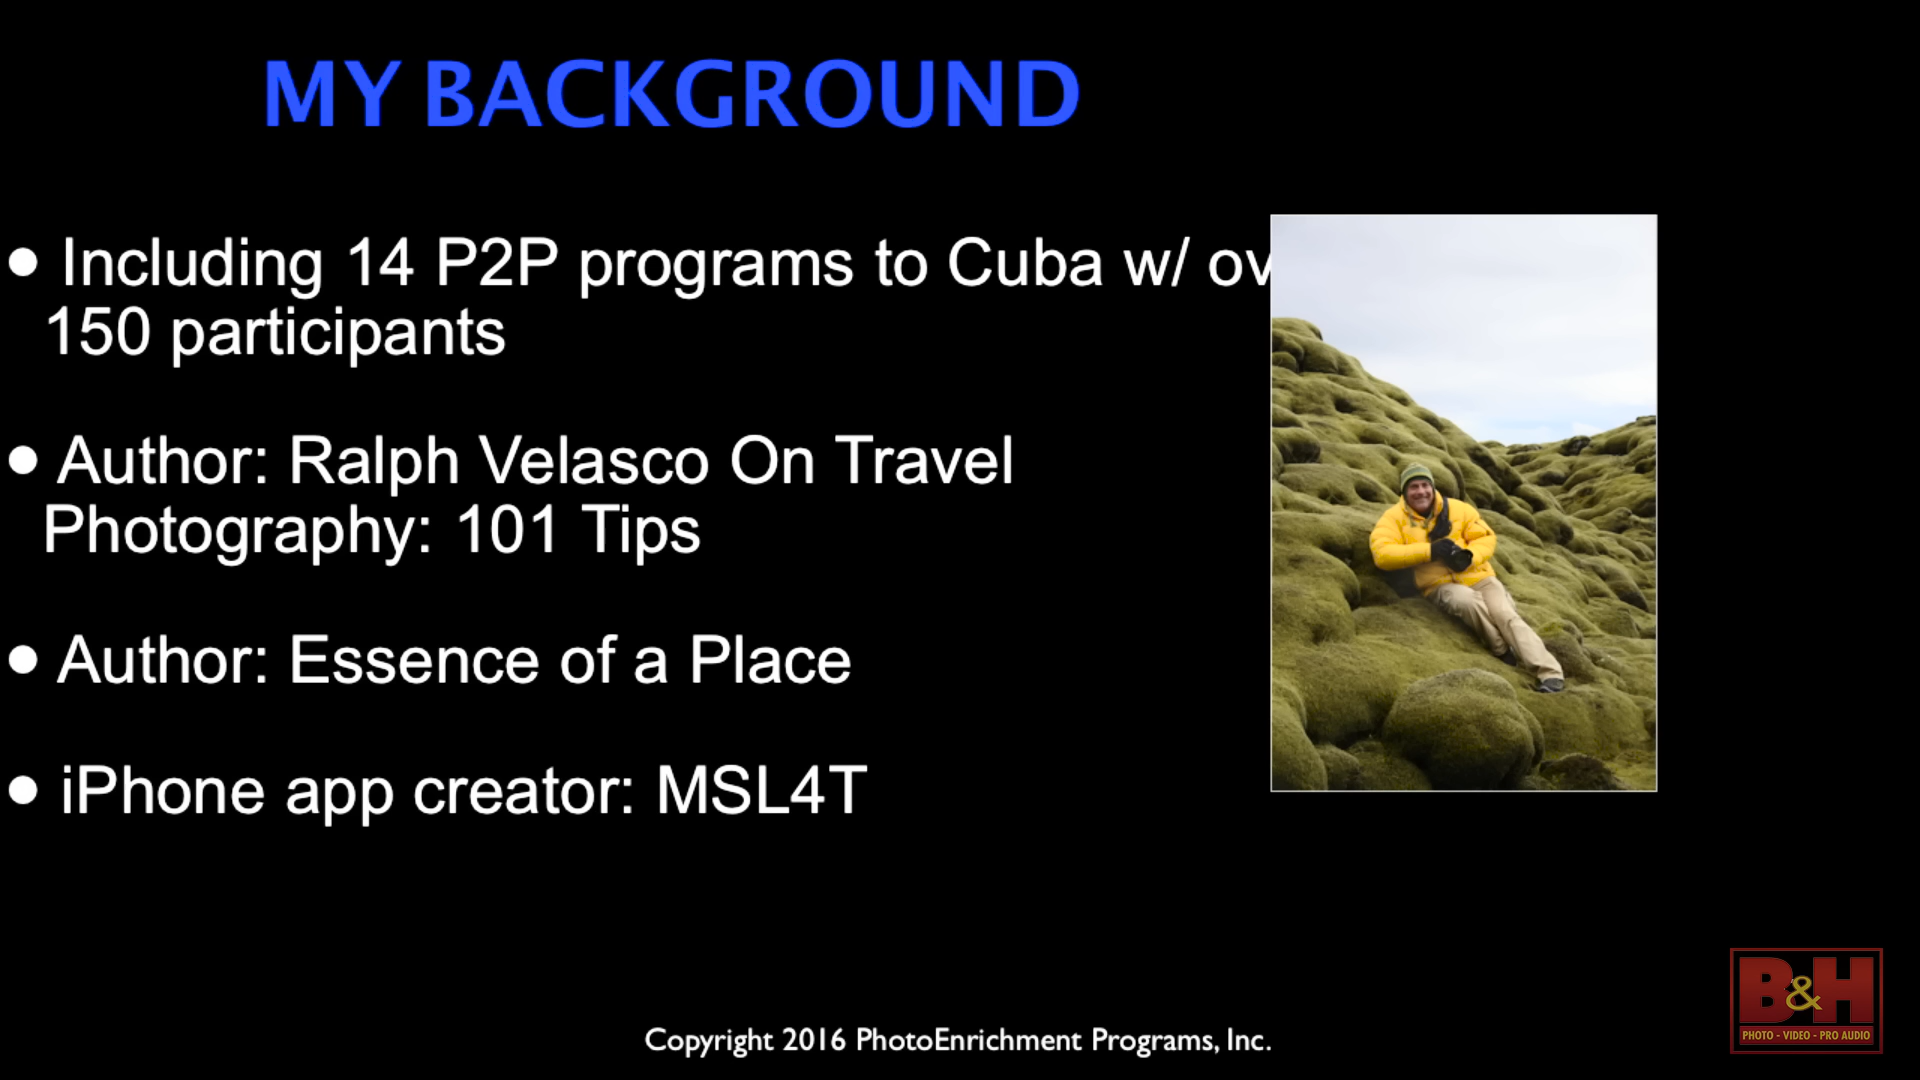 MY BACKGROUND
• Including 14 P2P programs to Cuba w/
150 participants
• Author: Ralph Velasco On Travel
Photography: 101 Tips
• Author: Essence of a Place
• iPhone app creator: MSL4T
B&H
PHOTO - VIDEO - PRO AUDIO
Copyright 2016 PhotoEnrichment Programs, Inc.